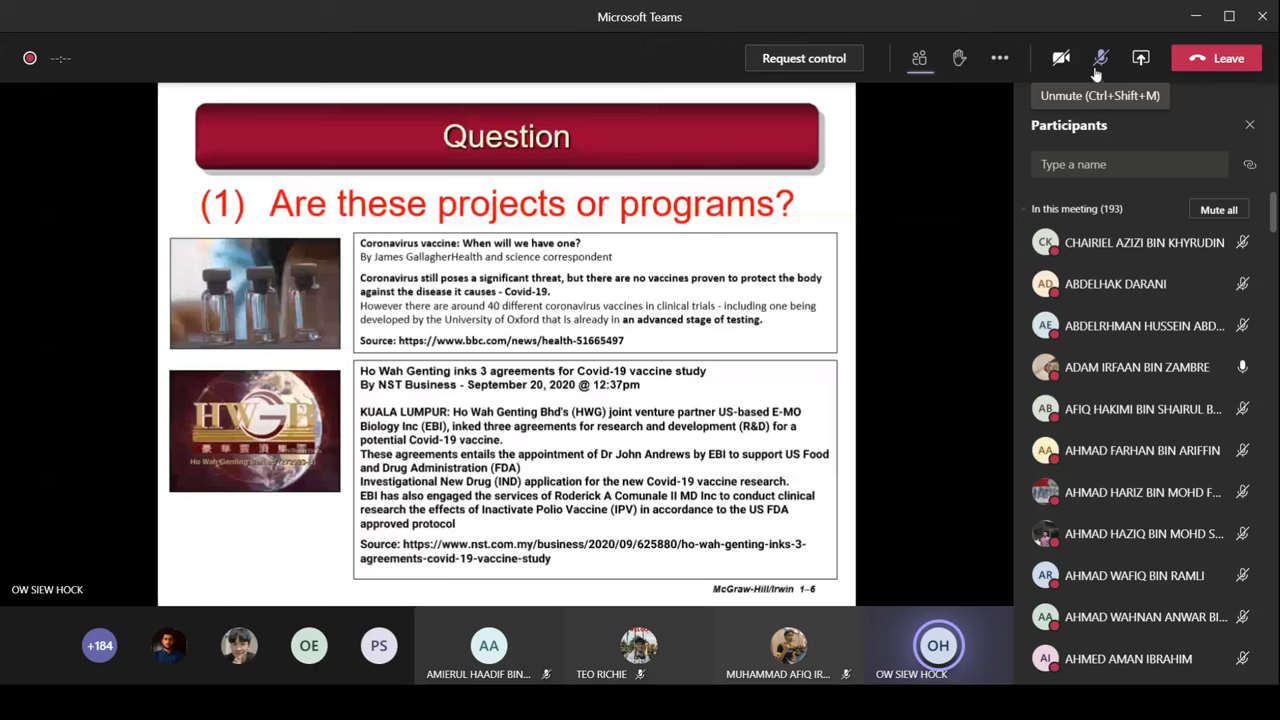 Microsoft Teams
--:--
Request control
Leave
Unmute (Ctrl+Shift+M)
Question
(1) Are these projects or programs?
Coronavirus vaccine: When will we have one?
By James GallagherHealth and science correspondent
Coronavirus still poses a significant threat, but there are no vaccines proven to protect the body
against the disease it causes - Covid-19.
However there are around 40 different coronavirus vaccines in clinical trials - including one being
developed by the University of Oxford that is already in an advanced stage of testing.
Source: https://www.bbc.com/news/health-51665497
HWGH
豪華雲頂集團
Ho Wah Genting
Ho Wah Genting inks 3 agreements for Covid-19 vaccine study
By NST Business - September 20, 2020 @ 12:37pm
KUALA LUMPUR: Ho Wah Genting Bhd's (HWG) joint venture partner US-based E-MO
Biology Inc (EBI), inked three agreements for research and development (R&D) for a
potential Covid-19 vaccine.
These agreements entails the appointment of Dr John Andrews by EBI to support US Food
and Drug Administration (FDA)
Investigational New Drug (IND) application for the new Covid-19 vaccine research.
EBI has also engaged the services of Roderick A Comunale II MD Inc to conduct clinical
research the effects of Inactivate Polio Vaccine (IPV) in accordance to the US FDA
approved protocol
Source: https://www.nst.com.my/business/2020/09/625880/ho-wah-genting-inks-3-
agreements-covid-19-vaccine-study
McGraw-Hill/Irwin 1–6
OW SIEW HOCK
Participants
Type a name
In this meeting (193)
Mute all
CK CHAIRIEL AZIZI BIN KHYRUDIN
AD ABDELHAK DARANI
AE ABDELRHMAN HUSSEIN ABD...
ADAM IRFAAN BIN ZAMBRE
AB AFIQ HAKIMI BIN SHAIRUL B...
AA AHMAD FARHAN BIN ARIFFIN
AHMAD HARIZ BIN MOHD F...
AHMAD HAZIQ BIN MOHD S...
AR AHMAD WAFIQ BIN RAMLI
AA AHMAD WAHNAN ANWAR BI...
AI AHMED AMAN IBRAHIM
+184
OE
PS
AA
AMIERUL HAADIF BIN...
TEO RICHIE
MUHAMMAD AFIQ IR...
OH
OW SIEW HOCK